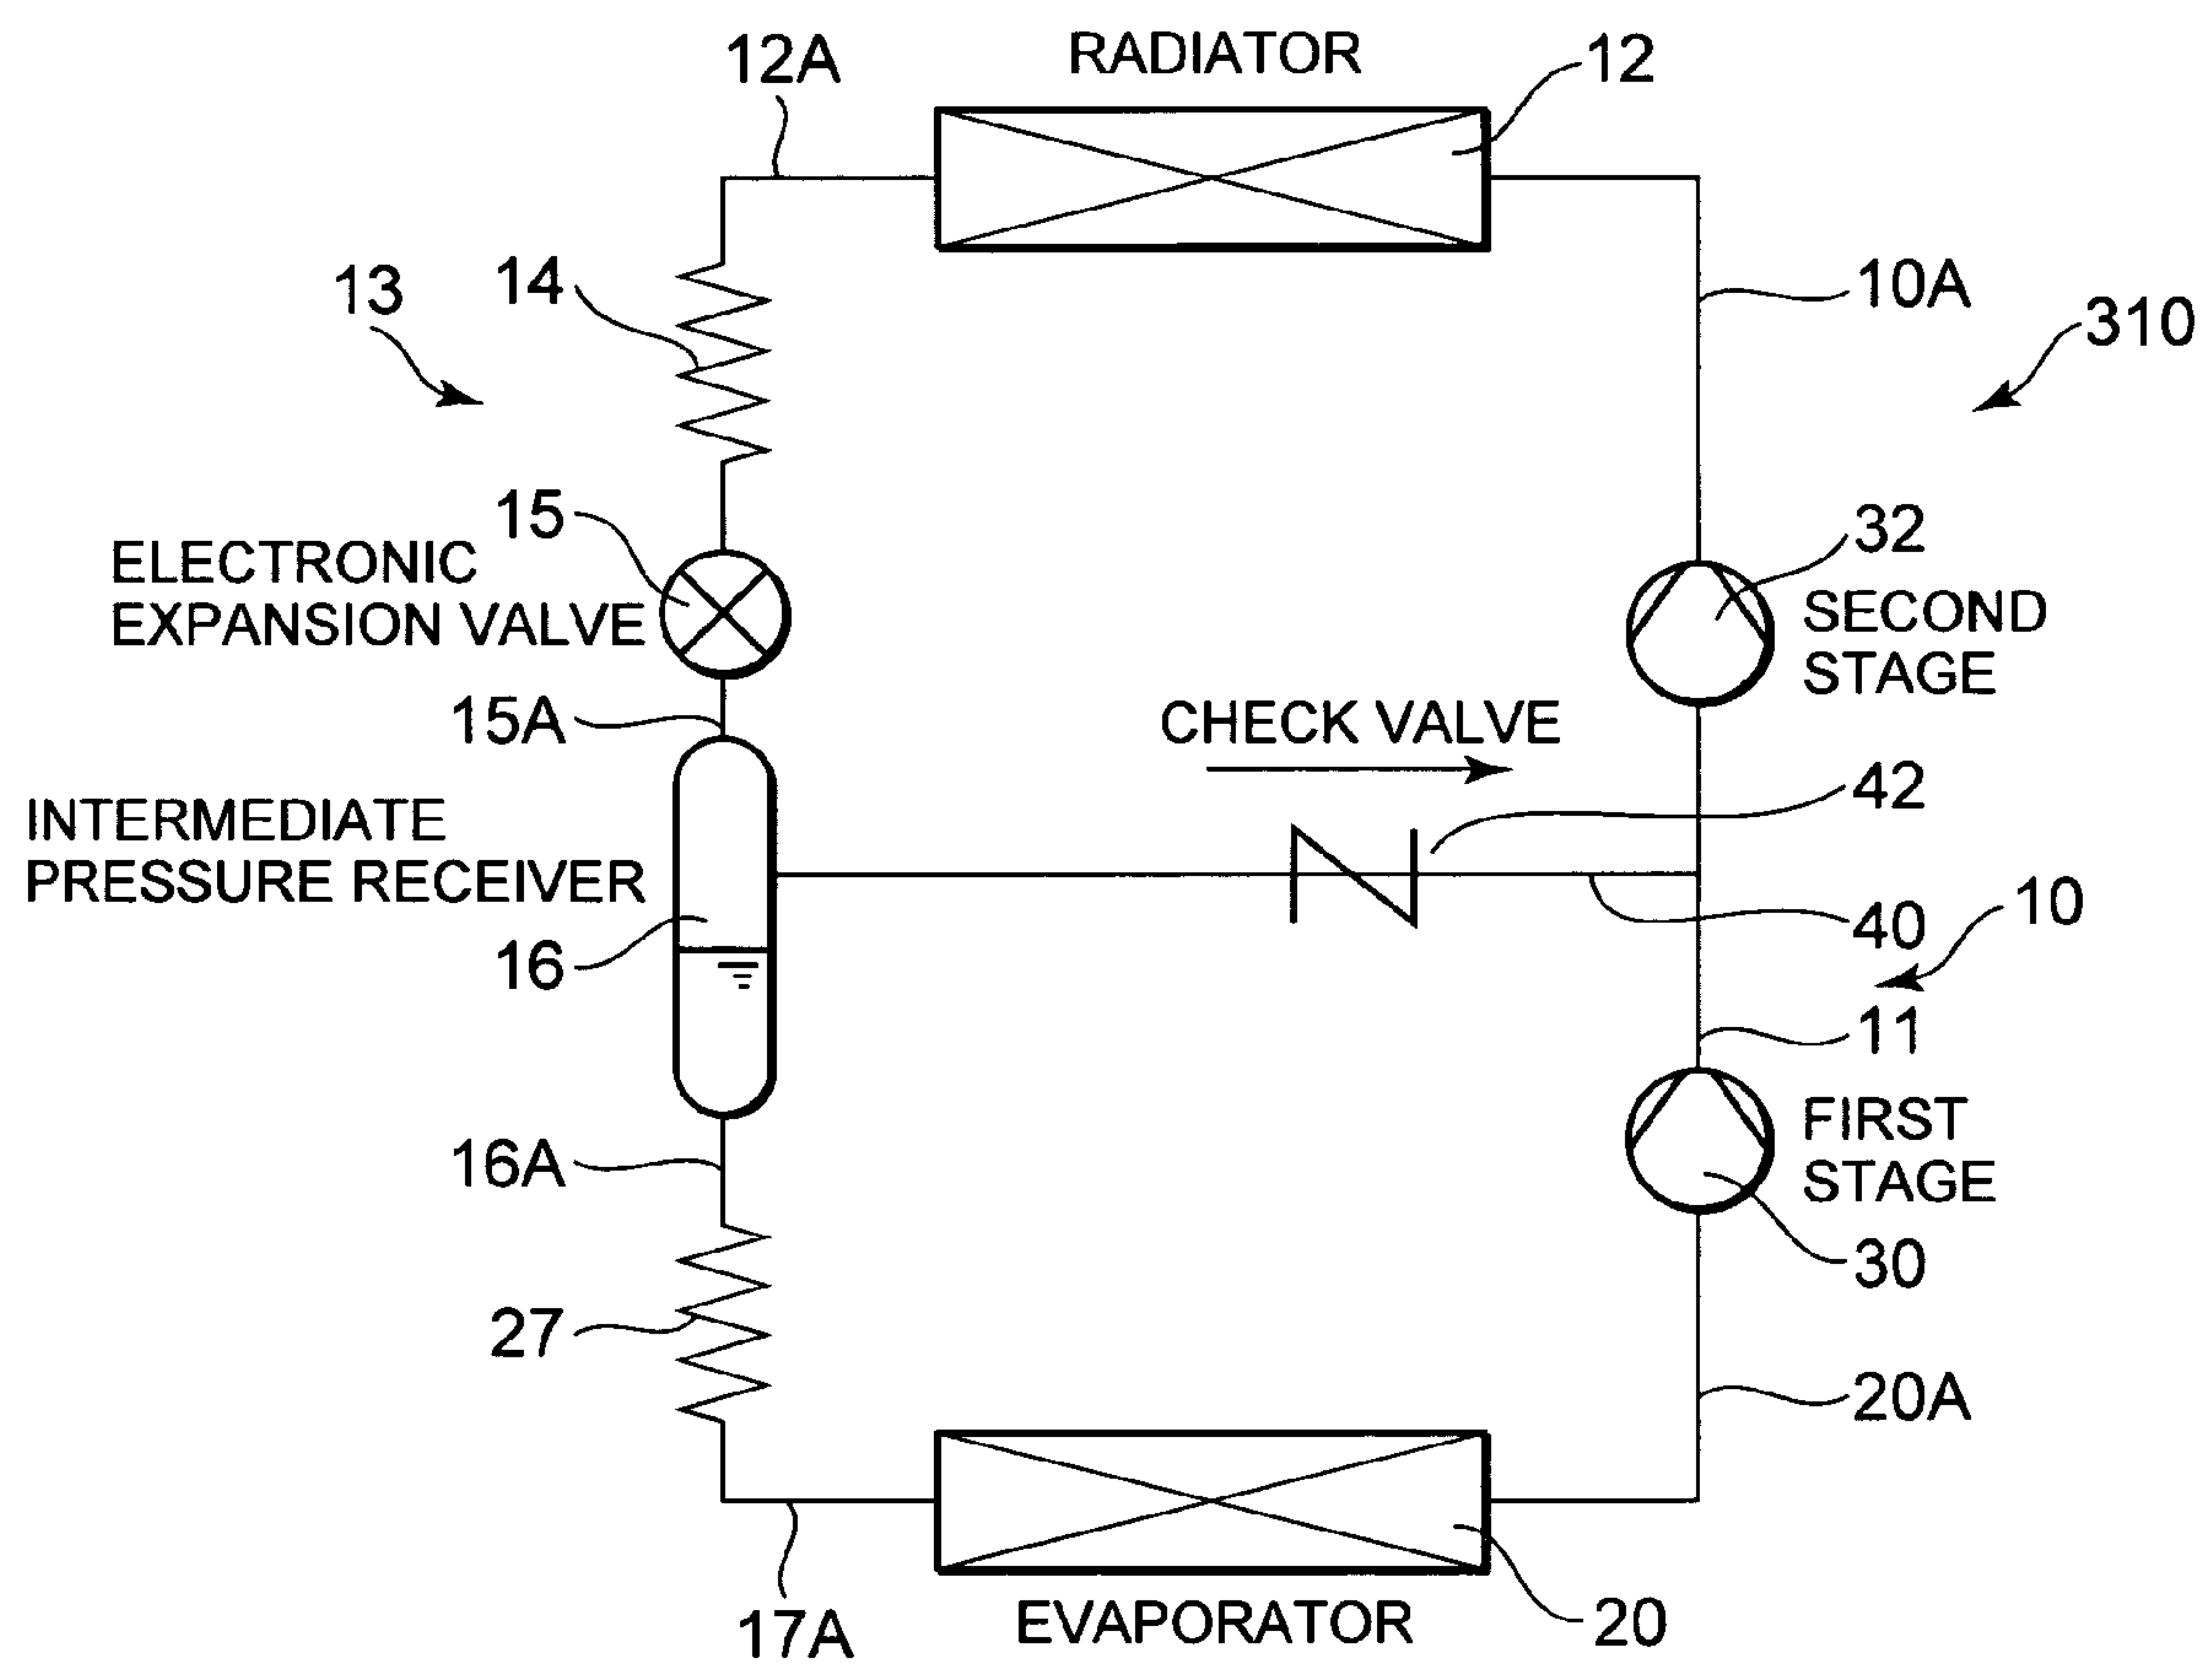 12A
RADIATOR
12
13
14
10A
310
15
ELECTRONIC
EXPANSION VALVE
32
SECOND
STAGE
15A
CHECK VALVE
42
INTERMEDIATE
PRESSURE RECEIVER
16
40
10
11
16A
FIRST
STAGE
30
27
20A
17A
EVAPORATOR
20